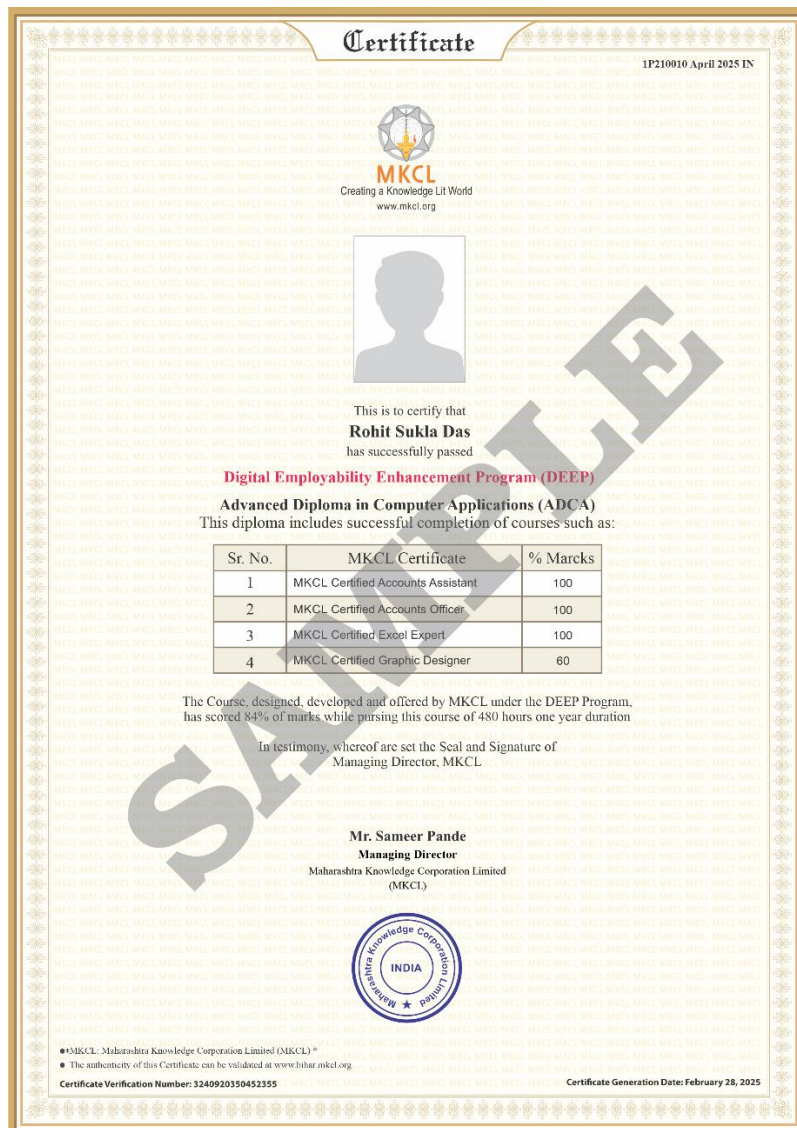 Certificate
1P210010 April 2025 IN
MKCL
Creating a Knowledge Lit World
www.mkcl.org
This is to certify that
Rohit Sukla Das
has successfully passed
Digital Employability Enhancement Program (DEEP)
Advanced Diploma in Computer Applications (ADCA)
This diploma includes successful completion of courses such as:
Sr. No. MKCL Certificate % Marcks
1 MKCL Certified Accounts Assistant 100
2 MKCL Certified Accounts Officer 100
3 MKCL Certified Excel Expert 100
4 MKCL Certified Graphic Designer 60
The Course, designed, developed and offered by MKCL under the DEEP Program,
has scored 84% of marks while pursing this course of 480 hours one year duration
In testimony, whereof are set the Seal and Signature of
Managing Director, MKCL
SAMPLE
Mr. Sameer Pande
Managing Director
Maharashtra Knowledge Corporation Limited
(MKCL)
Maharashtra Knowledge Corporation Limited
INDIA
MKCL: Maharashtra Knowledge Corporation Limited (MKCL) *
The authenticity of this Certificate can be validated at www.bihar.mkcl.org
Certificate Verification Number: 3240920350452355
Certificate Generation Date: February 28, 2025